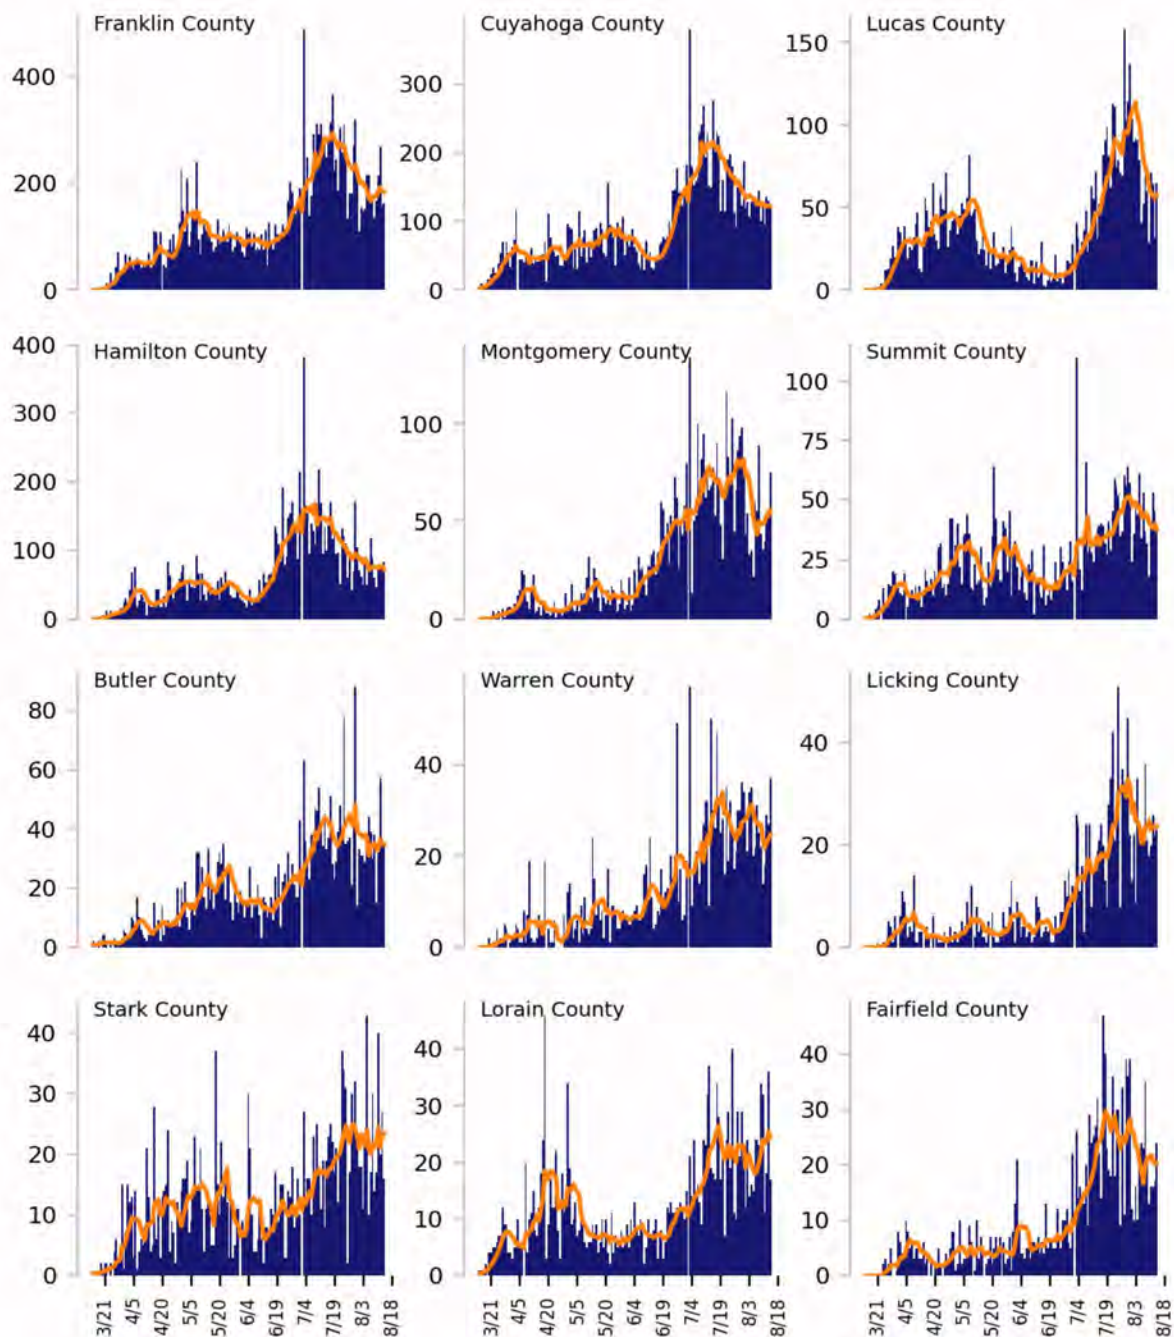 Franklin County Cuyahoga County Lucas County
400 200 0
300 200 100 0
150 100 50 0
Hamilton County Montgomery County Summit County
400 300 200 100 0
100 50 0
100 75 50 25 0
Butler County Warren County Licking County
80 60 40 20 0
40 20 0
40 20 0
Stark County Lorain County Fairfield County
40 30 20 10 0
40 30 20 10 0
40 30 20 10 0
3/21 4/5 4/20 5/5 5/20 6/4 6/19 7/4 7/19 8/3 8/18
3/21 4/5 4/20 5/5 5/20 6/4 6/19 7/4 7/19 8/3 8/18
3/21 4/5 4/20 5/5 5/20 6/4 6/19 7/4 7/19 8/3 8/18